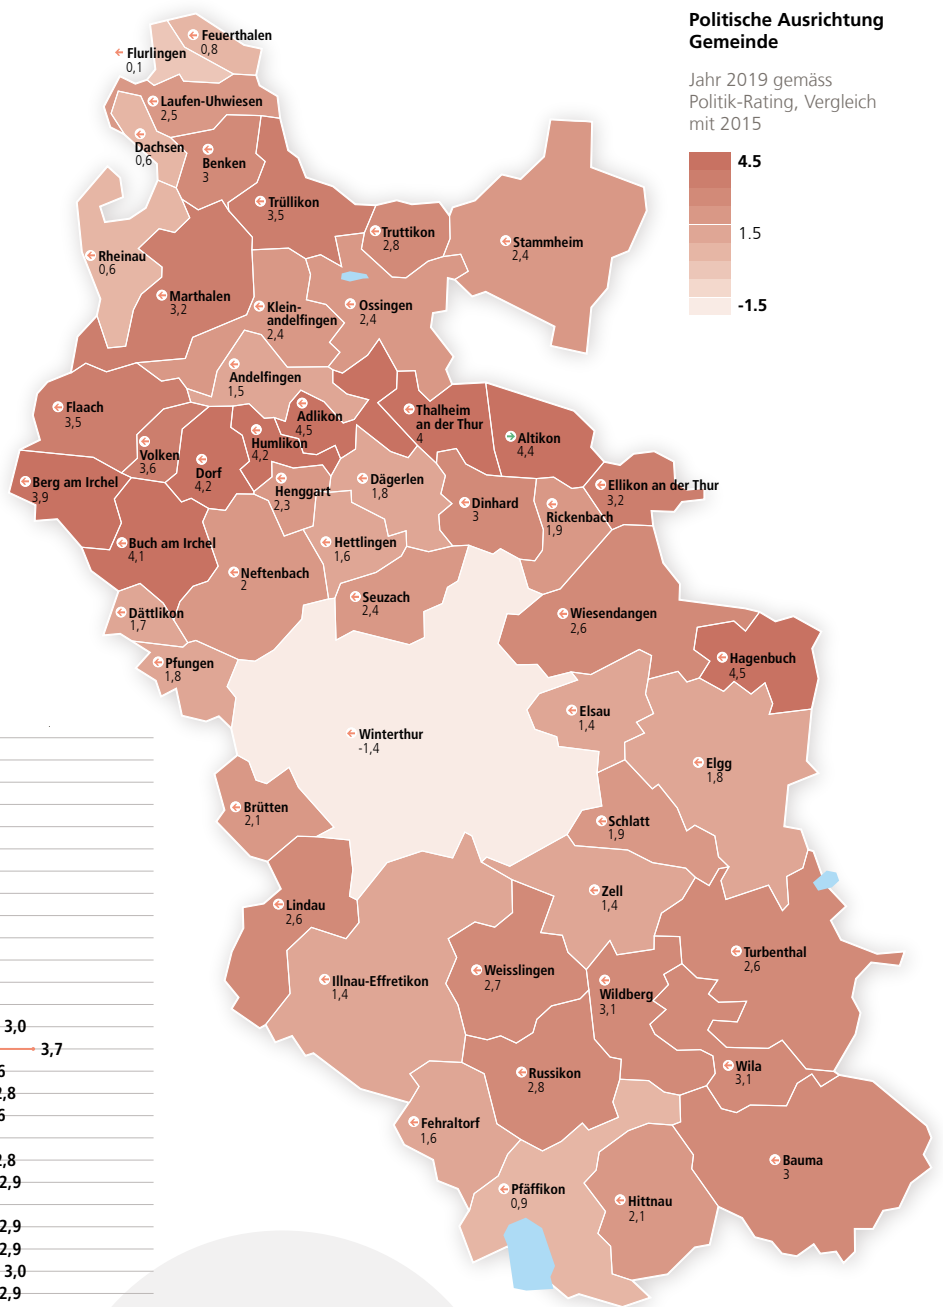 Politische Ausrichtung
Gemeinde
Jahr 2019 gemäss
Politik-Rating, Vergleich
mit 2015
4.5
1.5
-1.5
Feuerthalen
0,8
Flurlingen
0,1
Laufen-Uhwiesen
2,5
Dachsen
0,6
Benken
3
Trüllikon
3,5
Truttikon
2,8
Stammheim
2,4
Rheinau
0,6
Marthalen
3,2
Klein-
andelfingen
2,4
Ossingen
2,4
Andelfingen
1,5
Flaach
3,5
Adlikon
4,5
Thalheim
an der Thur
4
Altikon
4,4
Volken
3,6
Humlikon
4,2
Dorf
4,2
Berg am Irchel
3,9
Henggart
2,3
Dägerlen
1,8
Dinhard
3
Rickenbach
1,9
Ellikon an der Thur
3,2
Buch am Irchel
4,1
Hettlingen
1,6
Neftenbach
2
Seuzach
2,4
Dättlikon
1,7
Wiesendangen
2,6
Pfungen
1,8
Hagenbuch
4,5
Elsau
1,4
Winterthur
-1,4
Elgg
1,8
Brütten
2,1
Schlatt
1,9
Lindau
2,6
Zell
1,4
Turbenthal
2,6
Illnau-Effretikon
1,4
Weisslingen
2,7
Wildberg
3,1
Russikon
2,8
Wila
3,1
Fehraltorf
1,6
Bauma
3
Pfäffikon
0,9
Hittnau
2,1
3,0
3,7
6
2,8
6
2,8
2,9
2,9
2,9
3,0
2,9